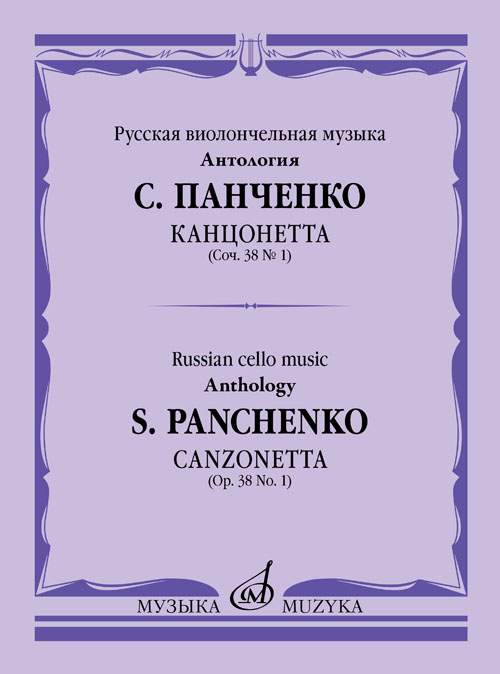 Русская виолончельная музыка
Антология
С. ПАНЧЕНКО
КАНЦОНЕТТА
(Соч. 38 № 1)
Russian cello music
Anthology
S. PANCHENKO
CANZONETTA
(Op. 38 No. 1)
МУЗЫКА М MUZYKA